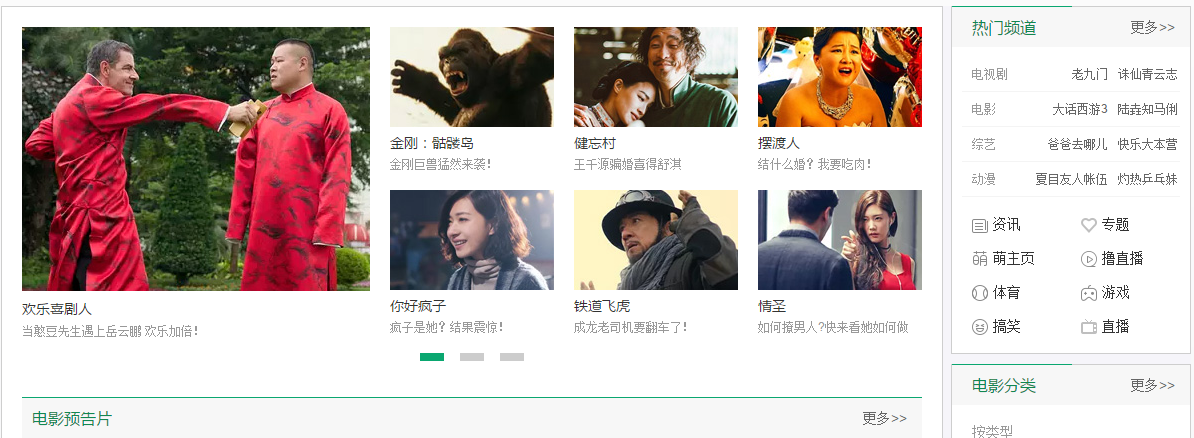 欢乐喜剧人
当憨豆先生遇上岳云鹏 欢乐加倍!
金刚：骷髅岛
金刚巨兽猛然来袭!
健忘村
王千源骗婚喜得舒淇
摆渡人
结什么婚? 我要吃肉!
你好疯子
疯子是她? 结果震惊!
铁道飞虎
成龙老司机要翻车了!
情圣
如何撩男人?快来看她如何做
电影预告片 更多>>
热门频道 更多>>
电视剧 老九门 诛仙青云志
电影 大话西游3 陆垚知马俐
综艺 爸爸去哪儿 快乐大本营
动漫 夏目友人帐伍 灼热乒乓妹
资讯 专题
萌 萌主页 撸直播
体育 游戏
搞笑 直播
电影分类 更多>>
按类型